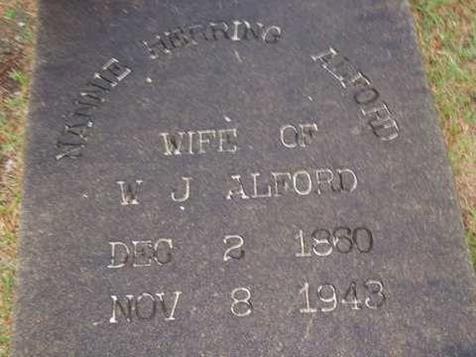 NANNIE HERRING ALFORD
WIFE OF
W J ALFORD
DEC 2 1860
NOV 8 1943